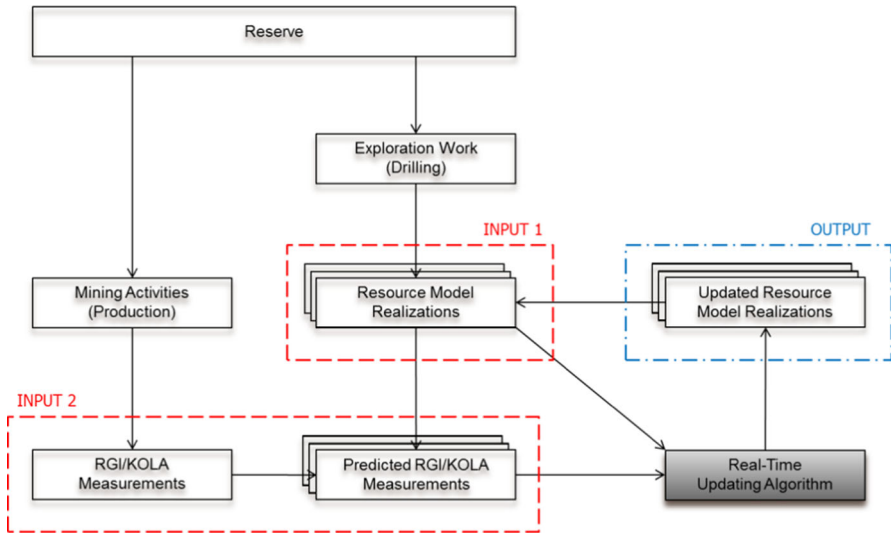 Reserve
Exploration Work
(Drilling)
INPUT 1
OUTPUT
Mining Activities
(Production)
Resource Model
Realizations
Updated Resource
Model Realizations
INPUT 2
RGI/KOLA
Measurements
Predicted RGI/KOLA
Measurements
Real-Time
Updating Algorithm